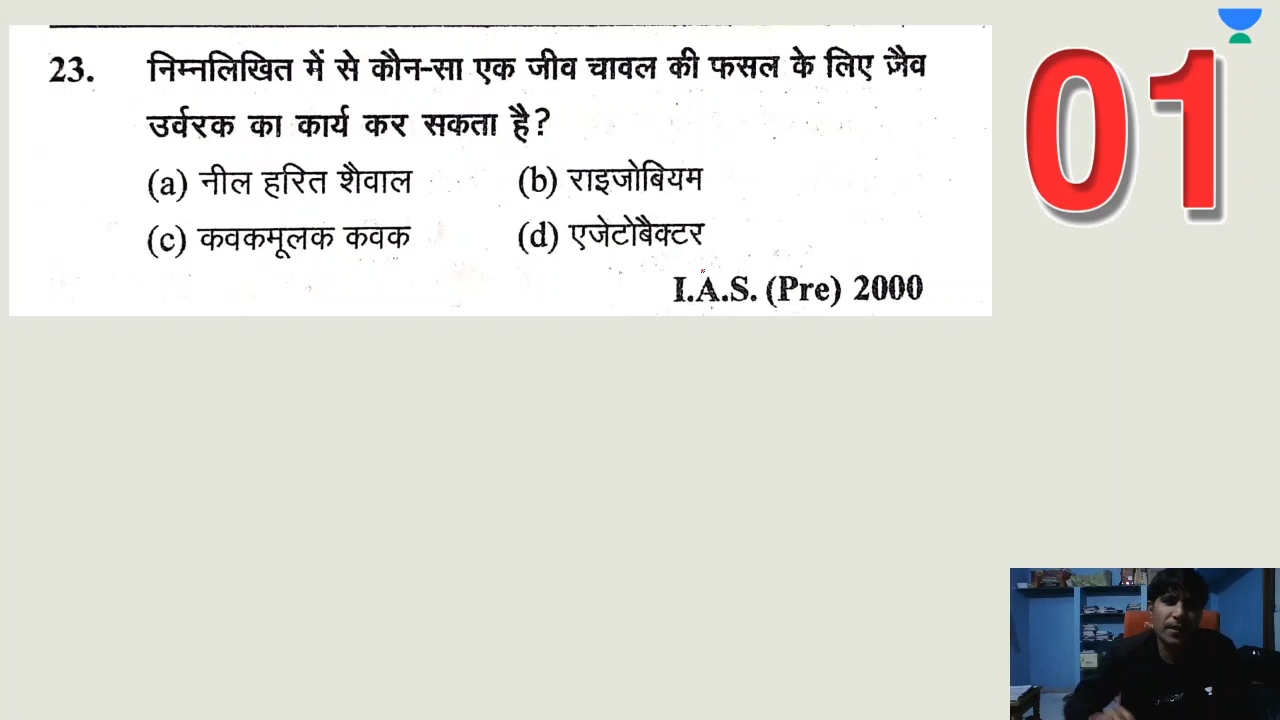 23. निम्नलिखित में से कौन-सा एक जीव चावल की फसल के लिए जैव
उर्वरक का कार्य कर सकता है?
(a) नील हरित शैवाल (b) राइजोबियम
(c) कवकमूलक कवक (d) एजेटोबैक्टर
I.A.S. (Pre) 2000
01